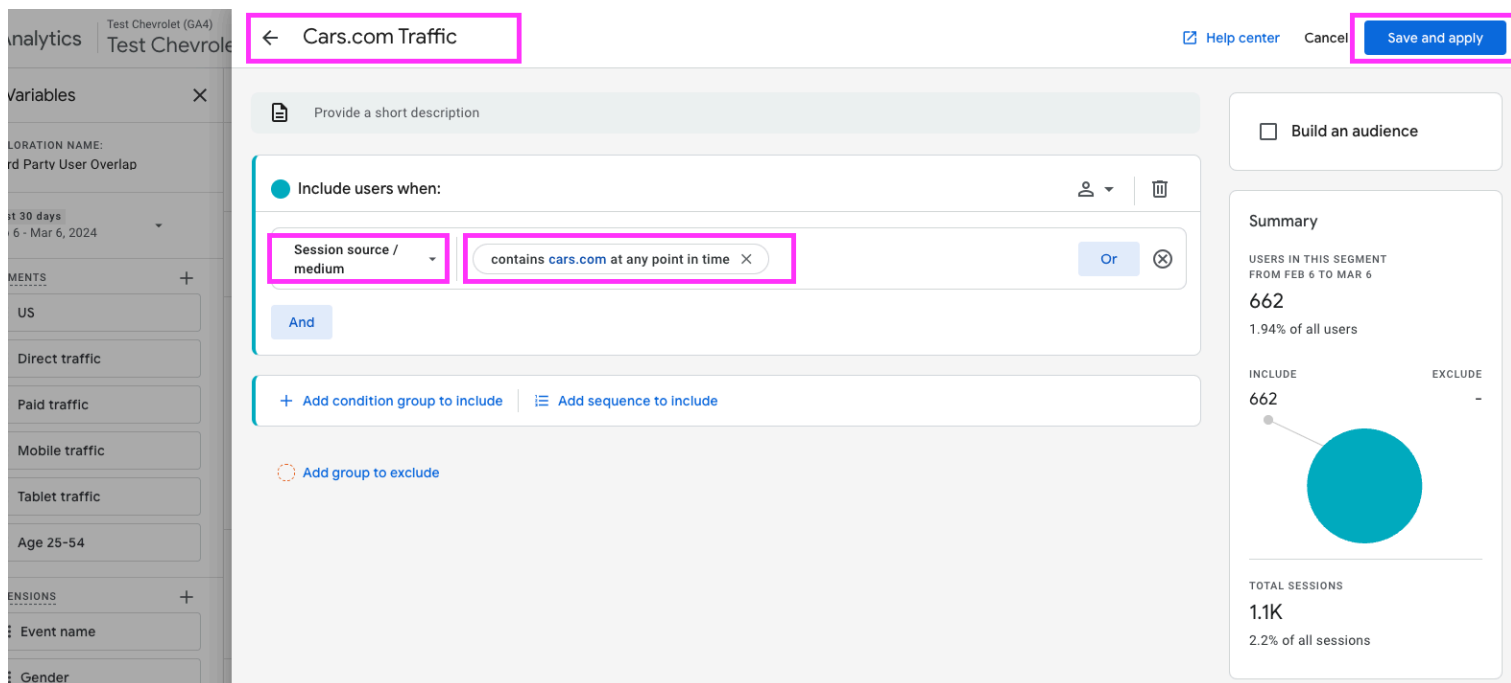 Test Chevrolet (GA4)
Analytics
Test Chevrole
Cars.com Traffic
Help center
Cancel
Save and apply
Variables
LORATION NAME:
rd Party User Overlap
st 30 days
6 - Mar 6, 2024
MENTS
US
Direct traffic
Paid traffic
Mobile traffic
Tablet traffic
Age 25-54
ENSIONS
Event name
Gender
Provide a short description
Include users when:
Session source /
medium
contains cars.com at any point in time
Or
And
Add condition group to include
Add sequence to include
Add group to exclude
Build an audience
Summary
USERS IN THIS SEGMENT
FROM FEB 6 TO MAR 6
662
1.94% of all users
INCLUDE EXCLUDE
662 -
TOTAL SESSIONS
1.1K
2.2% of all sessions